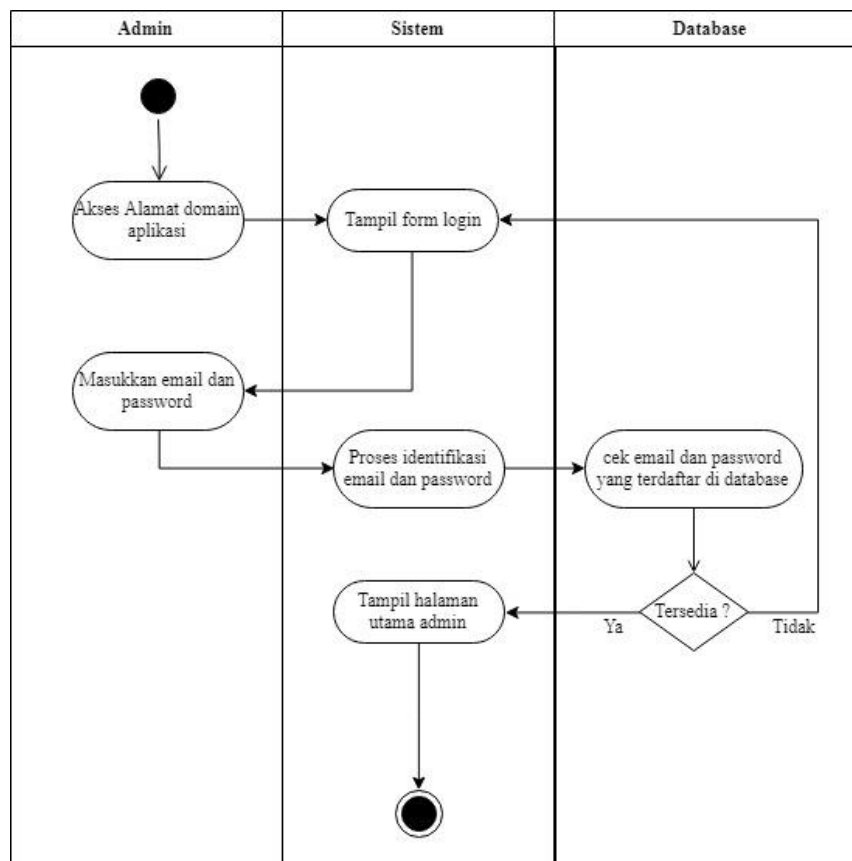 Admin
Sistem
Database
Akses Alamat domain
aplikasi
Tampil form login
Masukkan email dan
password
Proses identifikasi
email dan password
cek email dan password
yang terdaftar di database
Tersedia ?
Ya
Tidak
Tampil halaman
utama admin